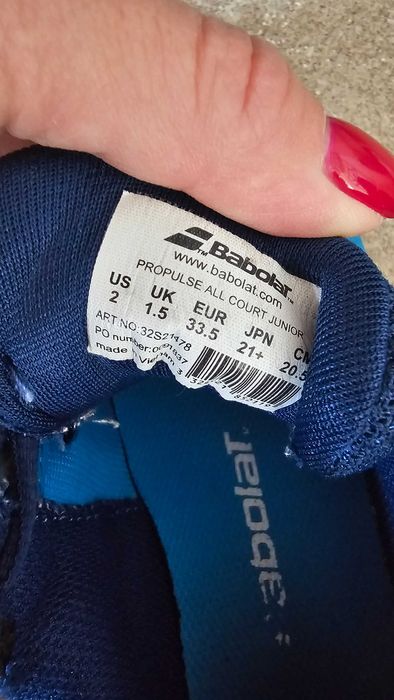 Babolat
www.babolat.com
PROPULSE ALL COURT JUNIOR
US UK EUR JPN
2 1.5 33.5 21+ 20.5
ART.NO:32S21478
PO number:
made
babolat